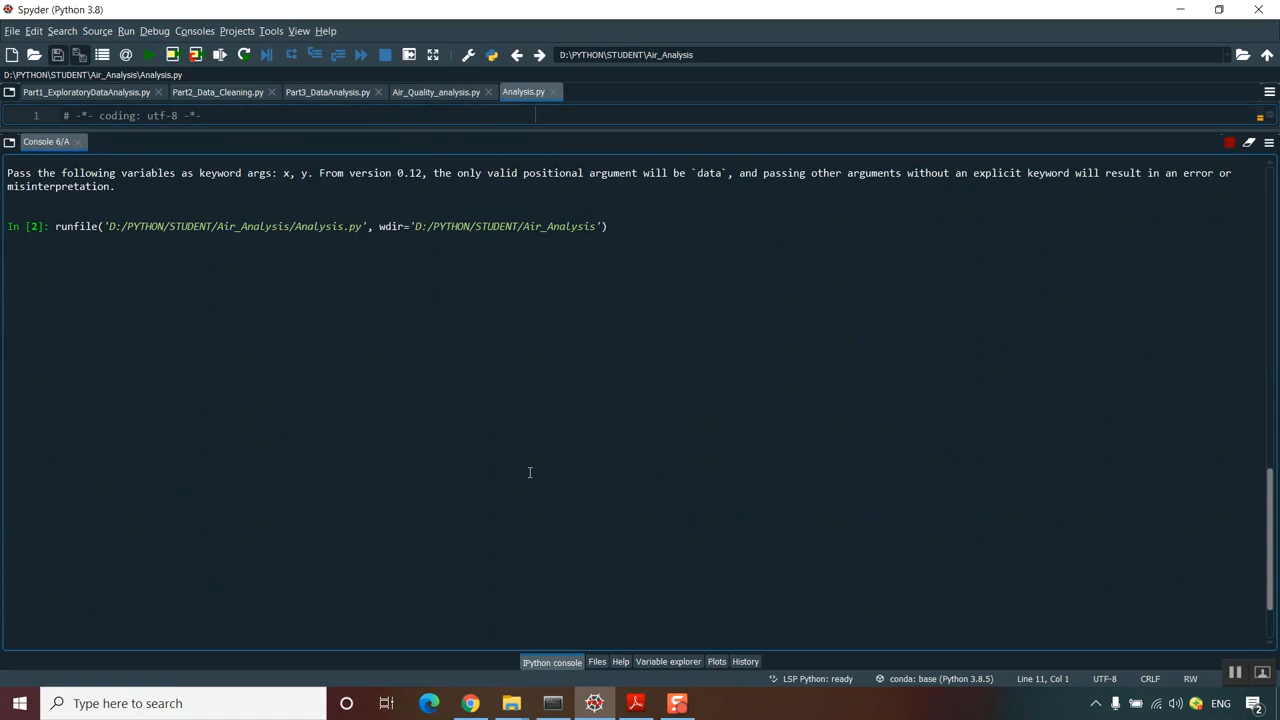 Spyder (Python 3.8)
File Edit Search Source Run Debug Consoles Projects Tools View Help
D:\PYTHON\STUDENT\Air_Analysis
D:\PYTHON\STUDENT\Air_Analysis\Analysis.py
Part1_ExploratoryDataAnalysis.py Part2_Data_Cleaning.py Part3_DataAnalysis.py Air_Quality_analysis.py Analysis.py
1 # -*- coding: utf-8 -*-
Console 6/A
Pass the following variables as keyword args: x, y. From version 0.12, the only valid positional argument will be `data`, and passing other arguments without an explicit keyword will result in an error or
misinterpretation.
In [2]: runfile('D:/PYTHON/STUDENT/Air_Analysis/Analysis.py', wdir='D:/PYTHON/STUDENT/Air_Analysis')
IPython console Files Help Variable explorer Plots History
LSP Python: ready conda: base (Python 3.8.5) Line 11, Col 1 UTF-8 CRLF RW
Type here to search
ENG
2